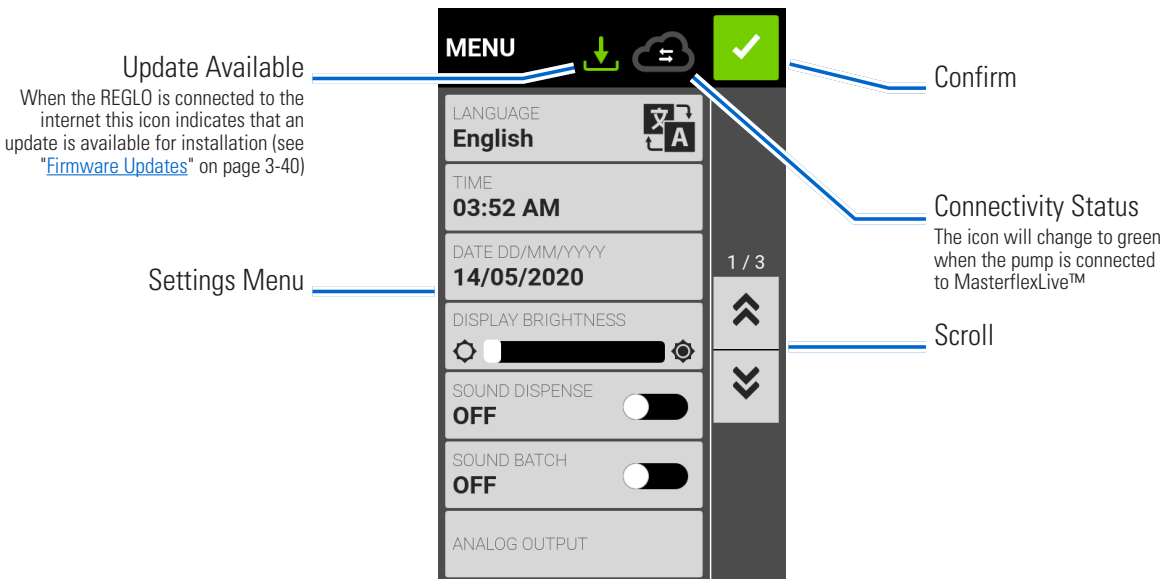 Update Available
When the REGLO is connected to the
internet this icon indicates that an
update is available for installation (see
"Firmware Updates" on page 3-40)
Settings Menu
MENU
LANGUAGE
English
文
A
TIME
03:52 AM
DATE DD/MM/YYYY
14/05/2020
DISPLAY BRIGHTNESS
SOUND DISPENSE
OFF
SOUND BATCH
OFF
ANALOG OUTPUT
1 / 3
Confirm
Connectivity Status
The icon will change to green
when the pump is connected
to MasterflexLive™
Scroll